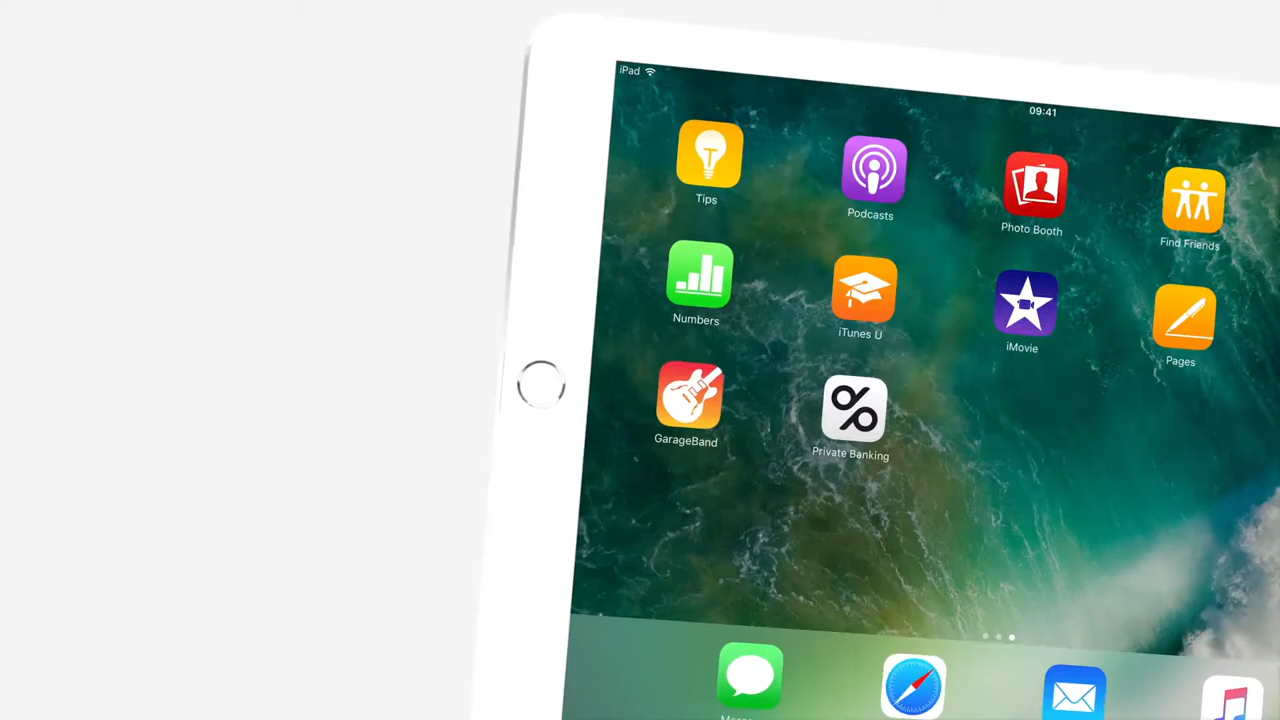 iPad
09:41
Tips
Podcasts
Photo Booth
Find Friends
Numbers
iTunes U
iMovie
Pages
GarageBand
Private Banking